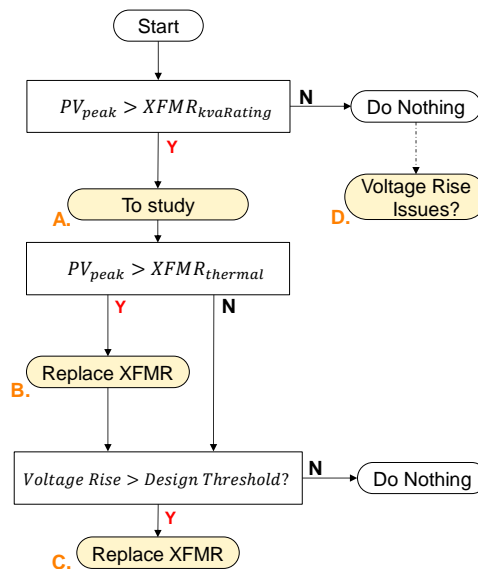 Start
PV_peak > XFMR_kvaRating
N
Do Nothing
Y
A.
To study
D.
Voltage Rise
Issues?
PV_peak > XFMR_thermal
Y
N
B.
Replace XFMR
Voltage Rise > Design Threshold?
N
Do Nothing
Y
C.
Replace XFMR